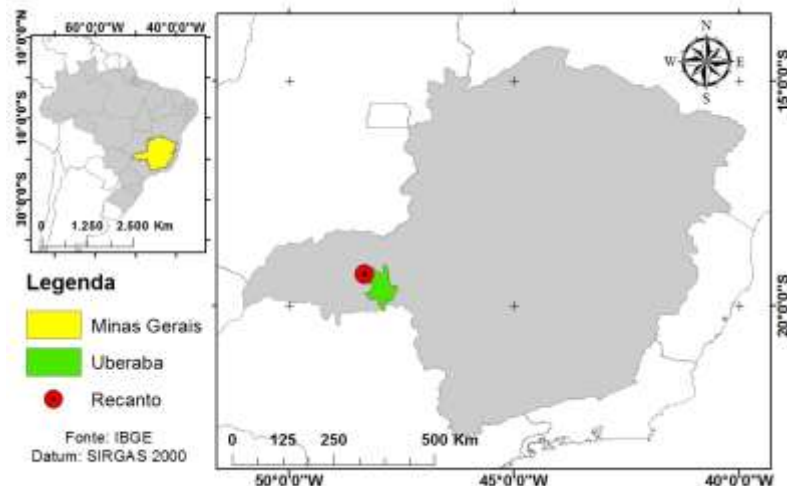 60°0'0"W 40°0'0"W
10°0'0"N
10°0'0"S
30°0'0"S
0 1.250 2.500 Km
Legenda
Minas Gerais
Uberaba
Recanto
Fonte: IBGE
Datum: SIRGAS 2000
N
W E
S
15°0'0"S
20°0'0"S
0 125 250 500 Km
50°0'0"W 45°0'0"W 40°0'0"W